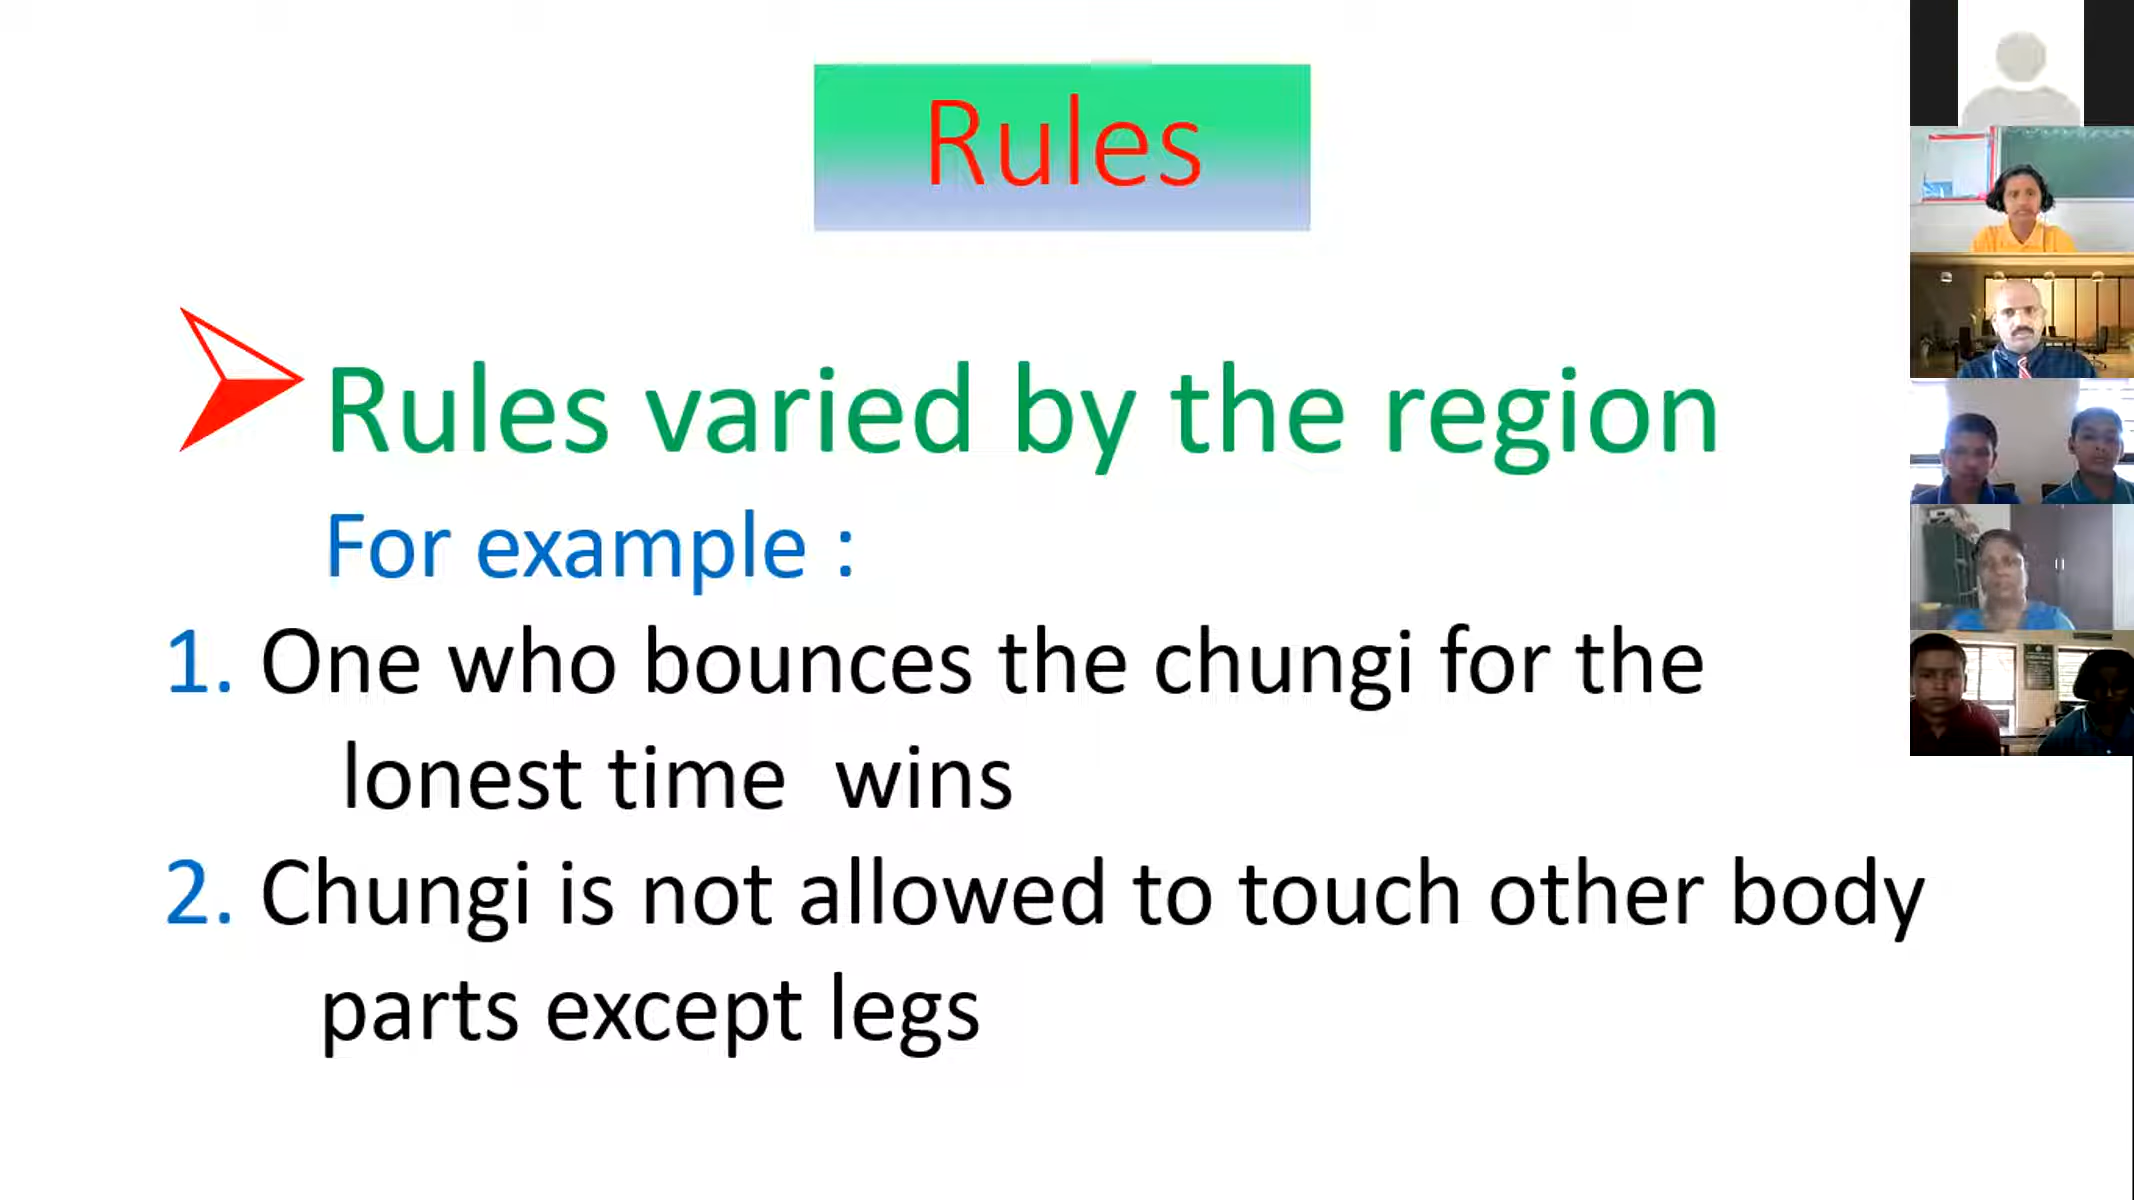 Rules
Rules varied by the region
For example :
1. One who bounces the chungi for the
lonest time wins
2. Chungi is not allowed to touch other body
parts except legs